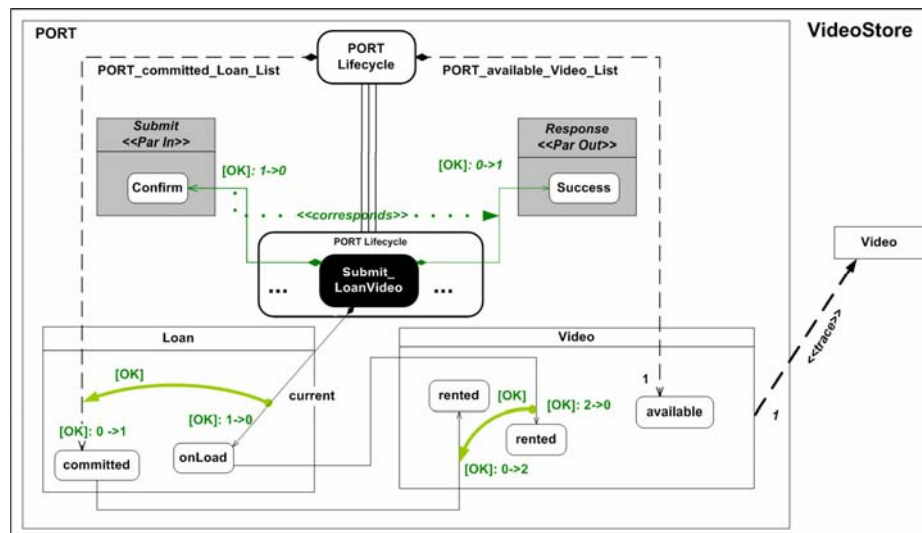 PORT
VideoStore
PORT
Lifecycle
PORT_committed_Loan_List
PORT_available_Video_List
Submit
<<Par In>>
Response
<<Par Out>>
[OK]: 1->0
[OK]: 0->1
Confirm
Success
<<corresponds>>
PORT Lifecycle
Submit_
LoanVideo
...
...
Video
<<trace>>
1
Loan
Video
[OK]
current
[OK]: 1->0
[OK]: 0 ->1
committed
onLoad
rented
[OK]
[OK]: 2->0
rented
[OK]: 0->2
1
available